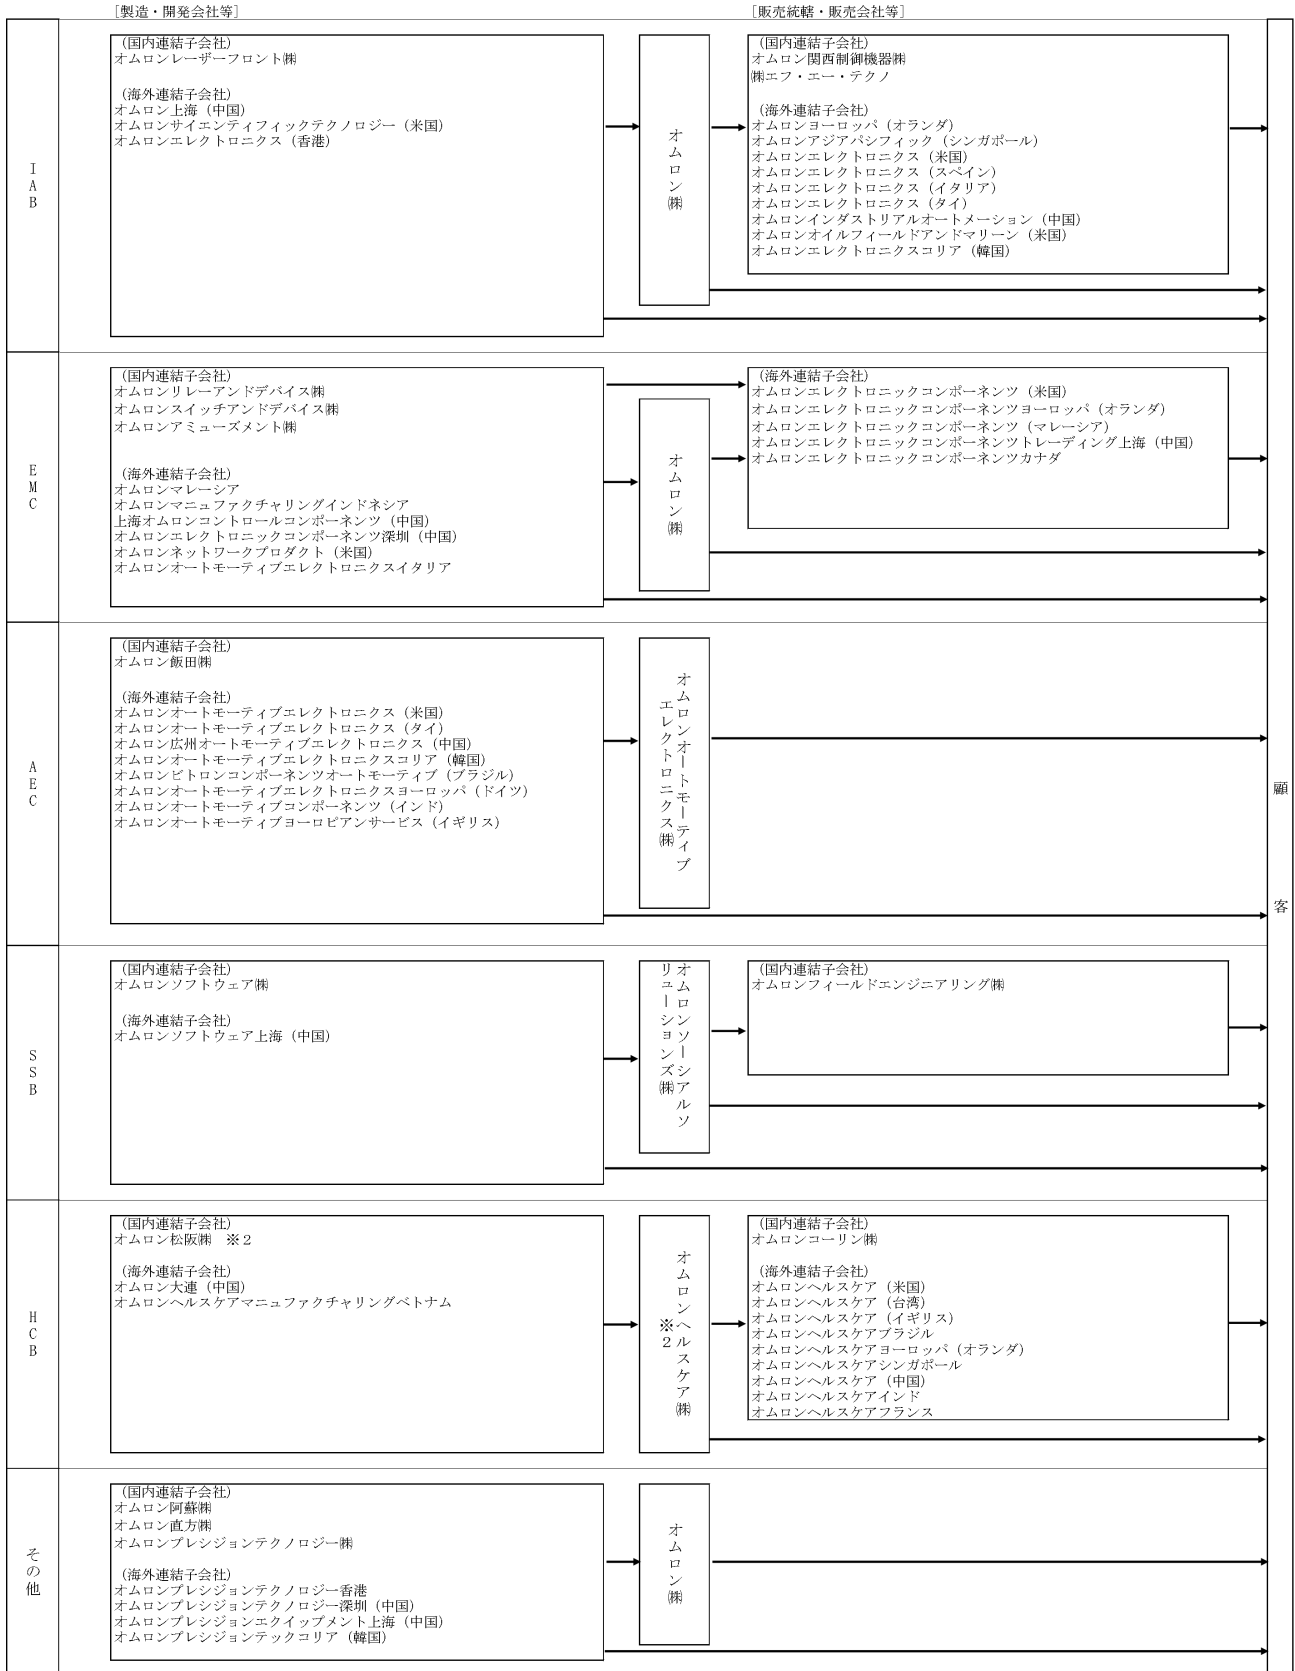 [製造・開発会社等]
[販売統轄・販売会社等]
IAB
(国内連結子会社)
オムロンレーザーフロント㈱
(海外連結子会社)
オムロン上海(中国)
オムロンサイエンティフィックテクノロジー(米国)
オムロンエレクトロニクス(香港)
オムロン㈱
(国内連結子会社)
オムロン関西制御機器㈱
㈱エフ・エー・テクノ
(海外連結子会社)
オムロンヨーロッパ(オランダ)
オムロンアジアパシフィック(シンガポール)
オムロンエレクトロニクス(米国)
オムロンエレクトロニクス(スペイン)
オムロンエレクトロニクス(イタリア)
オムロンエレクトロニクス(タイ)
オムロンインダストリアルオートメーション(中国)
オムロンオイルフィールドアンドマリーン(米国)
オムロンエレクトロニクスコリア(韓国)
EMC
(国内連結子会社)
オムロンリレーアンドデバイス㈱
オムロンスイッチアンドデバイス㈱
オムロンアミューズメント㈱
(海外連結子会社)
オムロンマレーシア
オムロンマニュファクチャリングインドネシア
上海オムロンコントロールコンポーネンツ(中国)
オムロンエレクトロニックコンポーネンツ深圳(中国)
オムロンネットワークプロダクト(米国)
オムロンオートモーティブエレクトロニクスイタリア
オムロン㈱
(海外連結子会社)
オムロンエレクトロニックコンポーネンツ(米国)
オムロンエレクトロニックコンポーネンツヨーロッパ(オランダ)
オムロンエレクトロニックコンポーネンツ(マレーシア)
オムロンエレクトロニックコンポーネンツトレーディング上海(中国)
オムロンエレクトロニックコンポーネンツカナダ
AEC
(国内連結子会社)
オムロン飯田㈱
(海外連結子会社)
オムロンオートモーティブエレクトロニクス(米国)
オムロンオートモーティブエレクトロニクス(タイ)
オムロン広州オートモーティブエレクトロニクス(中国)
オムロンオートモーティブエレクトロニクスコリア(韓国)
オムロンビトロンコンポーネンツオートモーティブ(ブラジル)
オムロンオートモーティブエレクトロニクスヨーロッパ(ドイツ)
オムロンオートモーティブコンポーネンツ(インド)
オムロンオートモーティブヨーロピアンサービス(イギリス)
オムロンオートモーティブ
エレクトロニクス㈱
顧客
SSB
(国内連結子会社)
オムロンソフトウェア㈱
(海外連結子会社)
オムロンソフトウェア上海(中国)
オムロンソーシアルソ
リューションズ㈱
(国内連結子会社)
オムロンフィールドエンジニアリング㈱
HCB
(国内連結子会社)
オムロン松阪㈱ ※2
(海外連結子会社)
オムロン大連(中国)
オムロンヘルスケアマニュファクチャリングベトナム
オムロンヘルスケア㈱
※2
(国内連結子会社)
オムロンコーリン㈱
(海外連結子会社)
オムロンヘルスケア(米国)
オムロンヘルスケア(台湾)
オムロンヘルスケア(イギリス)
オムロンヘルスケアブラジル
オムロンヘルスケアヨーロッパ(オランダ)
オムロンヘルスケアシンガポール
オムロンヘルスケア(中国)
オムロンヘルスケアインド
オムロンヘルスケアフランス
その他
(国内連結子会社)
オムロン阿蘇㈱
オムロン直方㈱
オムロンプレシジョンテクノロジー㈱
(海外連結子会社)
オムロンプレシジョンテクノロジー香港
オムロンプレシジョンテクノロジー深圳(中国)
オムロンプレシジョンエクイップメント上海(中国)
オムロンプレシジョンテックコリア(韓国)
オムロン㈱